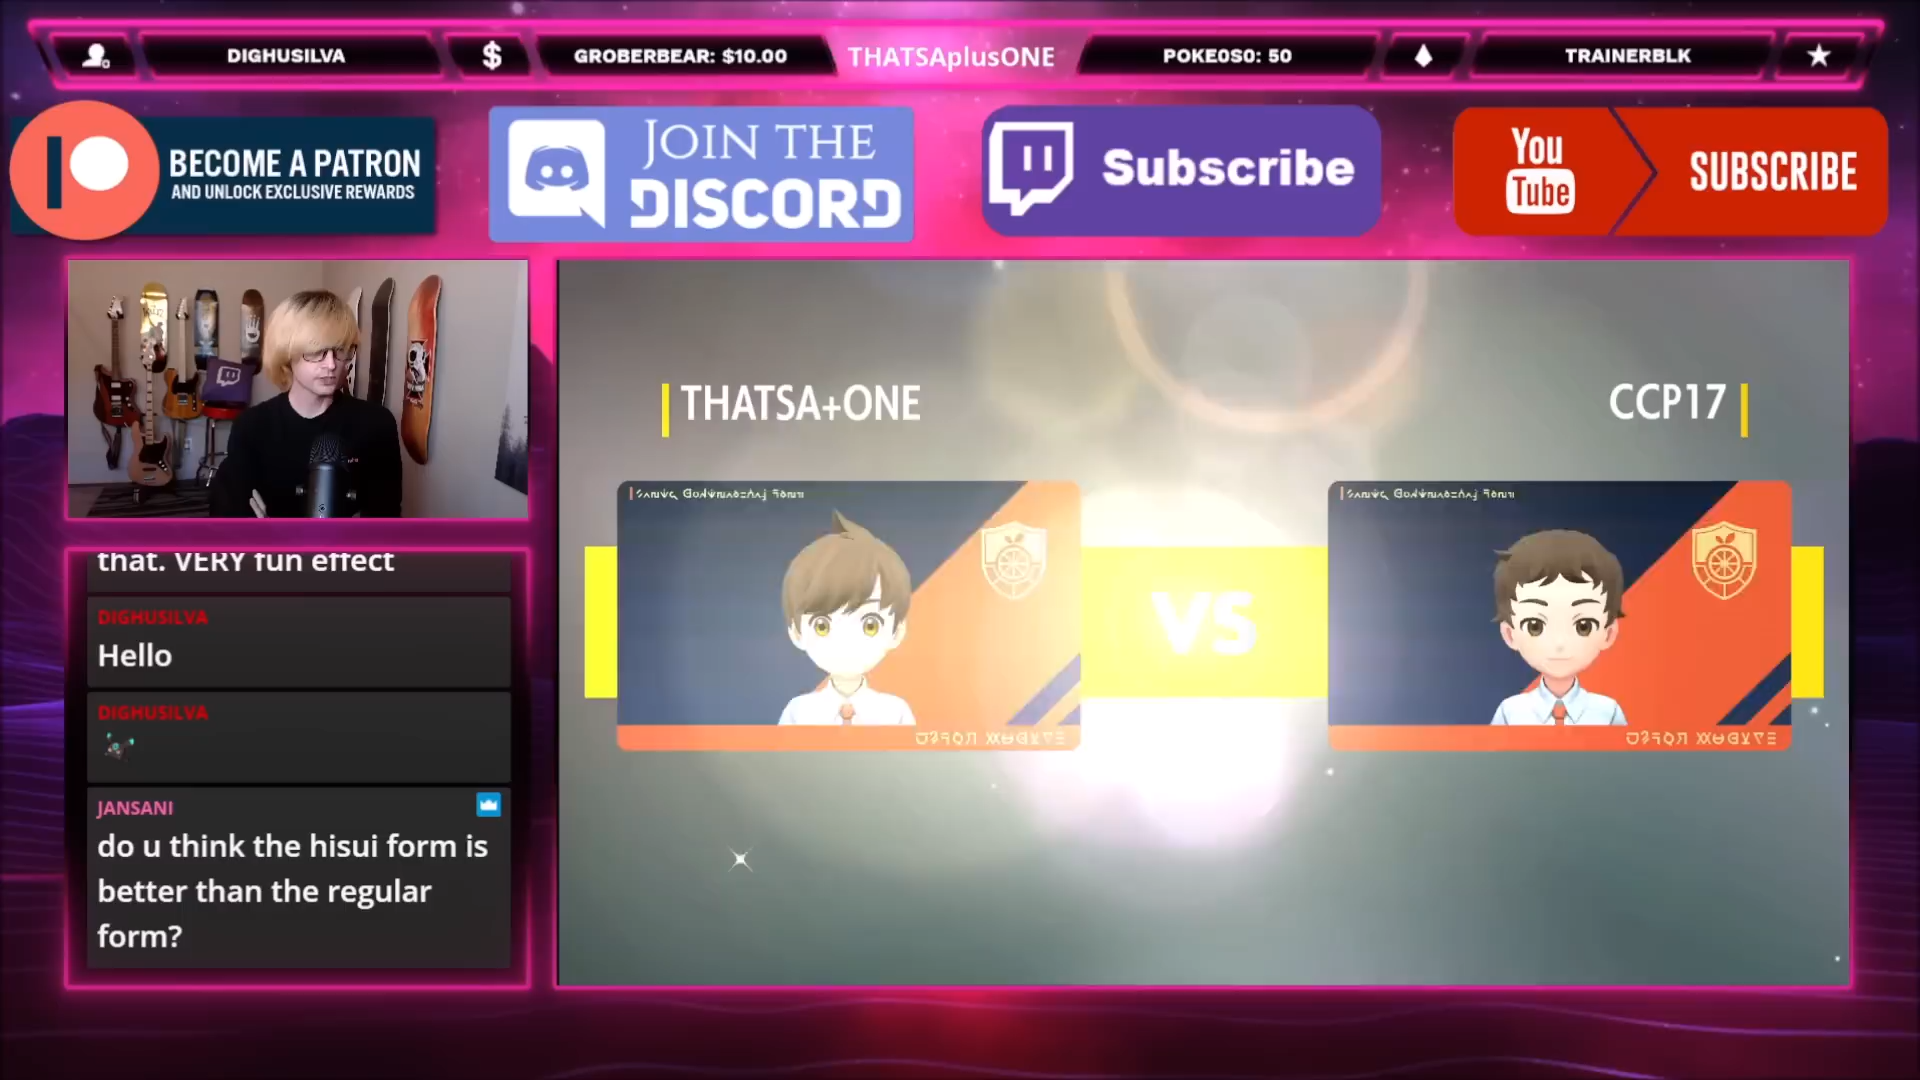 DIGHUSILVA
$
GROBERBEAR: $10.00
THATSAplusONE
POKE0S0: 50
TRAINERBLK
BECOME A PATRON
AND UNLOCK EXCLUSIVE REWARDS
JOIN THE
DISCORD
Subscribe
You
Tube
SUBSCRIBE
THATSA+ONE
CCP17
VS
that. VERY fun effect
DIGHUSILVA
Hello
DIGHUSILVA
JANSANI
do u think the hisui form is
better than the regular
form?